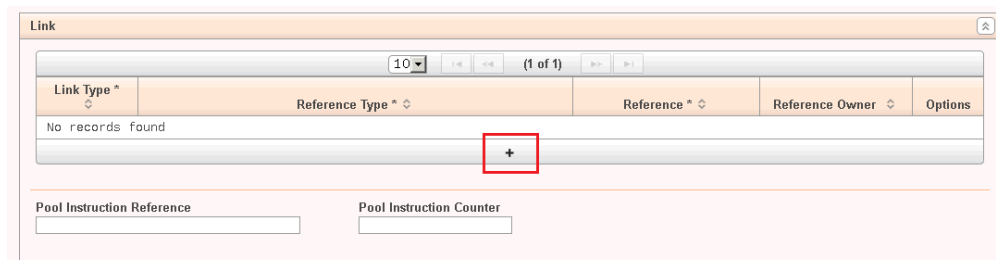 Link
10 (1 of 1)
Link Type * Reference Type * Reference * Reference Owner Options
No records found
+
Pool Instruction Reference Pool Instruction Counter